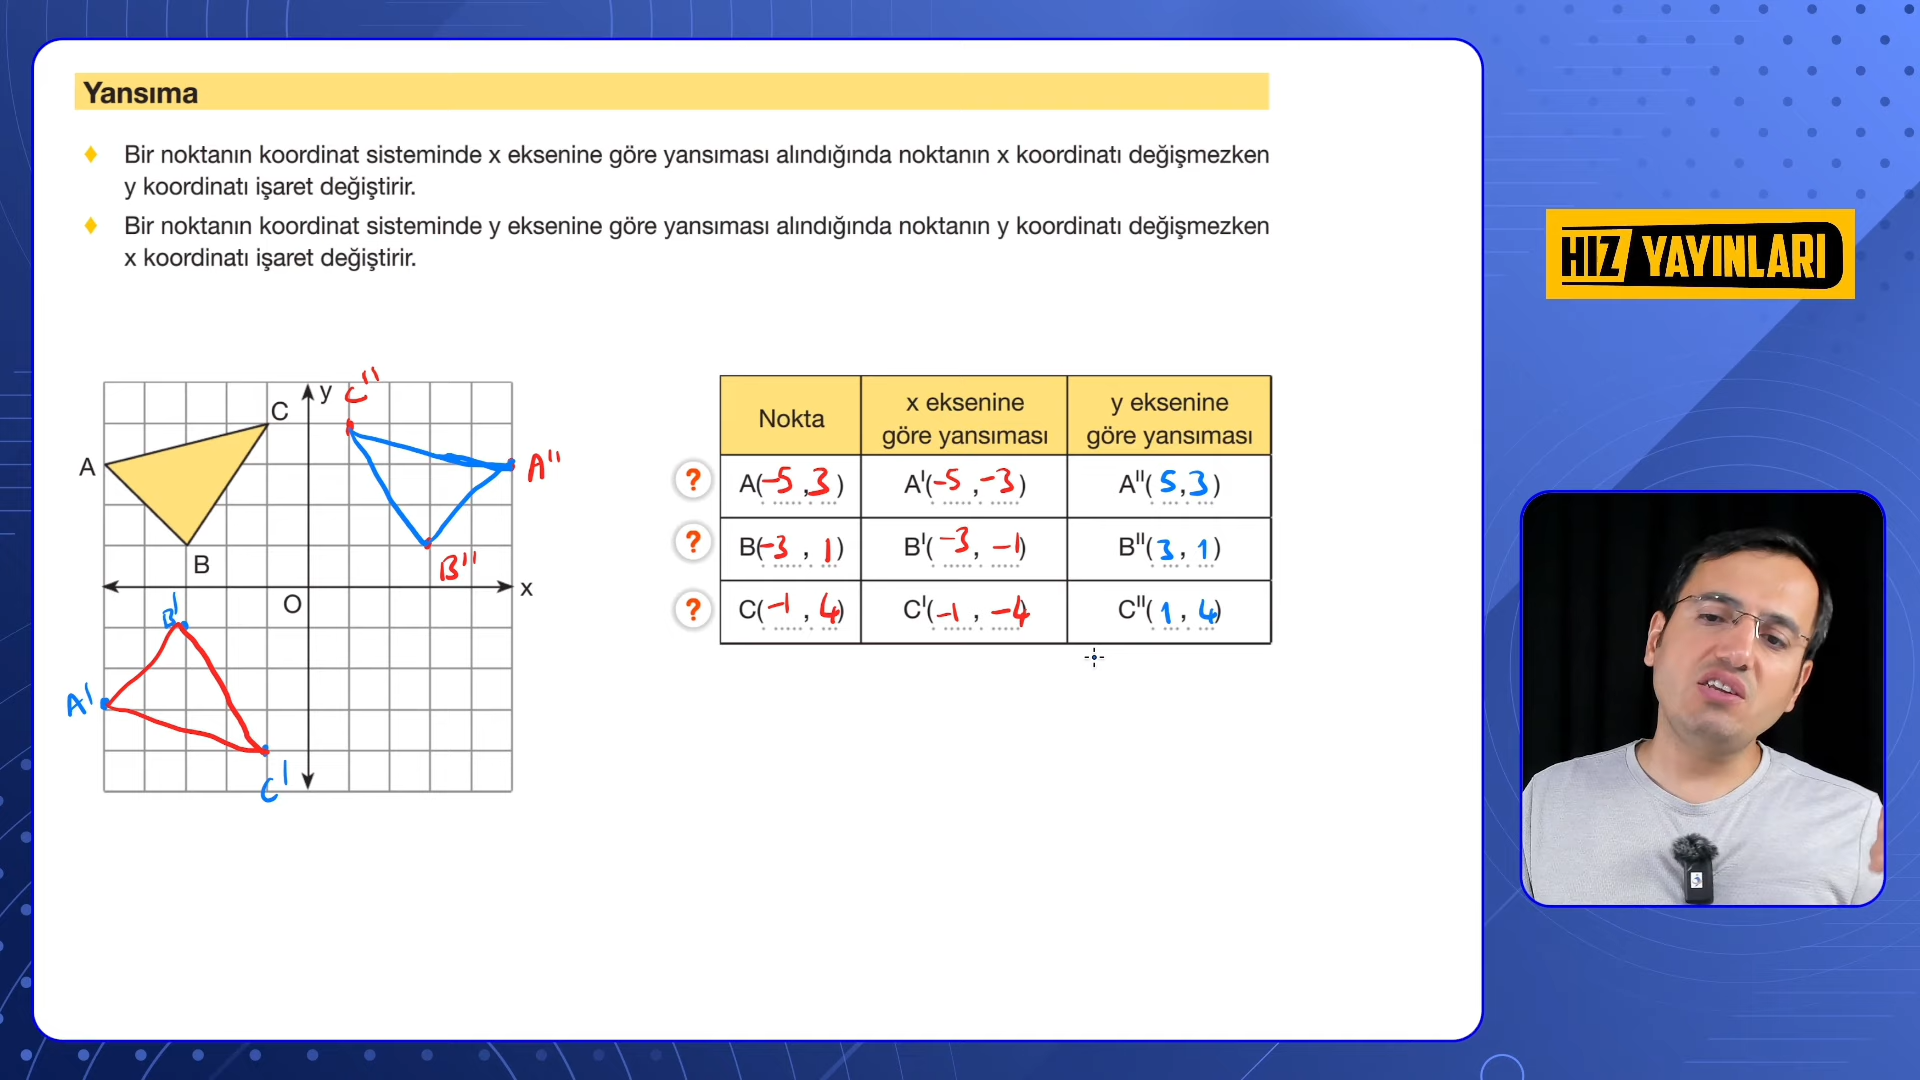 Yansıma
♦ Bir noktanın koordinat sisteminde x eksenine göre yansıması alındığında noktanın x koordinatı değişmezken
y koordinatı işaret değiştirir.
♦ Bir noktanın koordinat sisteminde y eksenine göre yansıması alındığında noktanın y koordinatı değişmezken
x koordinatı işaret değiştirir.
HIZ YAYINLARI
y C''
C
A
A''
B
B''
x
O
B'
A'
C'
Nokta
x eksenine
göre yansıması
y eksenine
göre yansıması
? A(-5 , 3) A'(-5 , -3) A''(5, 3)
? B(-3 , 1) B'(-3, -1) B''(3, 1)
? C(-1 , 4) C'(-1 , -4) C''(1, 4)